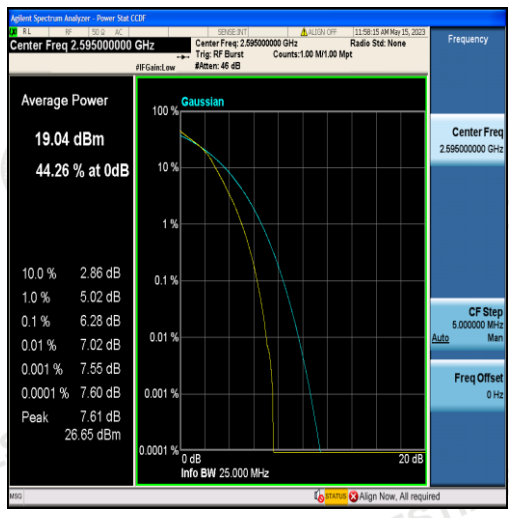 Agilent Spectrum Analyzer - Power Stat CCDF
RL RF 50 Ω AC SENSE:INT ALIGN OFF 11:58:15 AM May 15, 2023
Center Freq 2.595000000 GHz
Center Freq: 2.595000000 GHz Radio Std: None
Trig: RF Burst Counts:1.00 M/1.00 Mpt
#IFGain:Low #Atten: 46 dB
Frequency
Average Power
19.04 dBm
44.26 % at 0dB
10.0 % 2.86 dB
1.0 % 5.02 dB
0.1 % 6.28 dB
0.01 % 7.02 dB
0.001 % 7.55 dB
0.0001 % 7.60 dB
Peak 7.61 dB
26.65 dBm
Gaussian
100 %
10 %
1 %
0.1 %
0.01 %
0.001 %
0.0001 %
0 dB 20 dB
Info BW 25.000 MHz
Center Freq
2.595000000 GHz
CF Step
5.000000 MHz
Auto Man
Freq Offset
0 Hz
MSG STATUS Align Now, All required